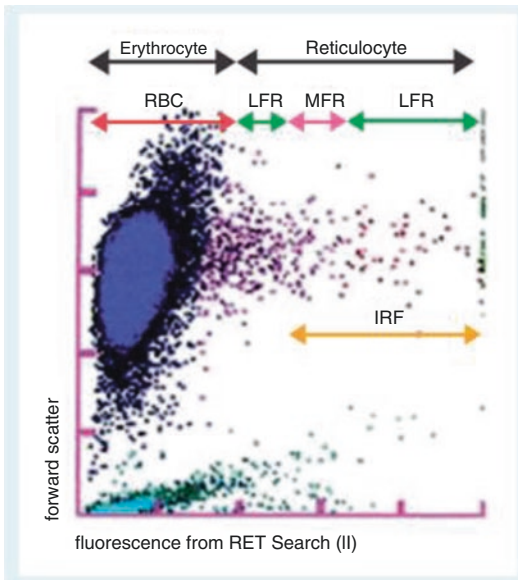 Erythrocyte Reticulocyte
RBC LFR MFR LFR
IRF
forward scatter
fluorescence from RET Search (II)